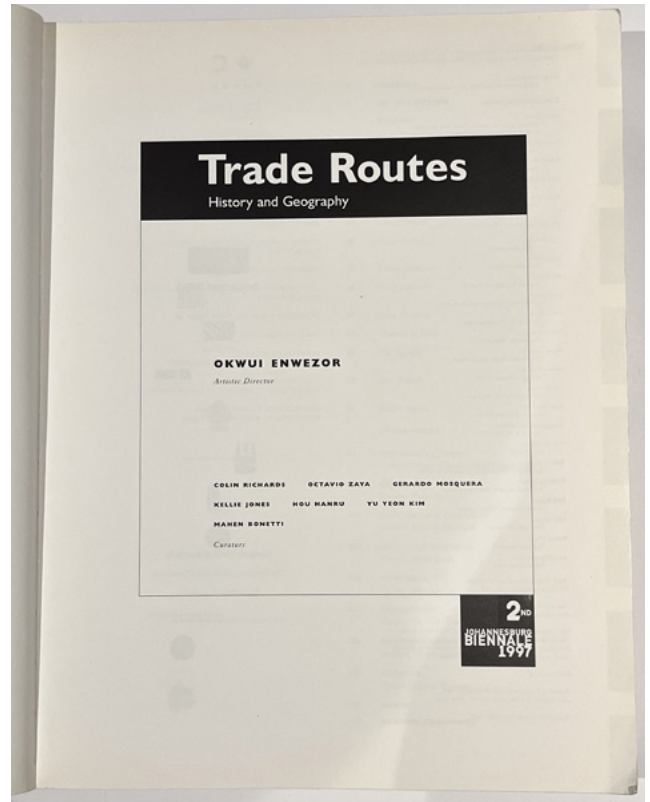 Trade Routes
History and Geography
OKWUI ENWEZOR
Artistic Director
COLIN RICHARDS OCTAVIO ZAYA GERARDO MOSQUERA
KELLIE JONES HOU HANRU YU YEON KIM
MAHEN BONETTI
Curators
2ND
JOHANNESBURG
BIENNALE
1997